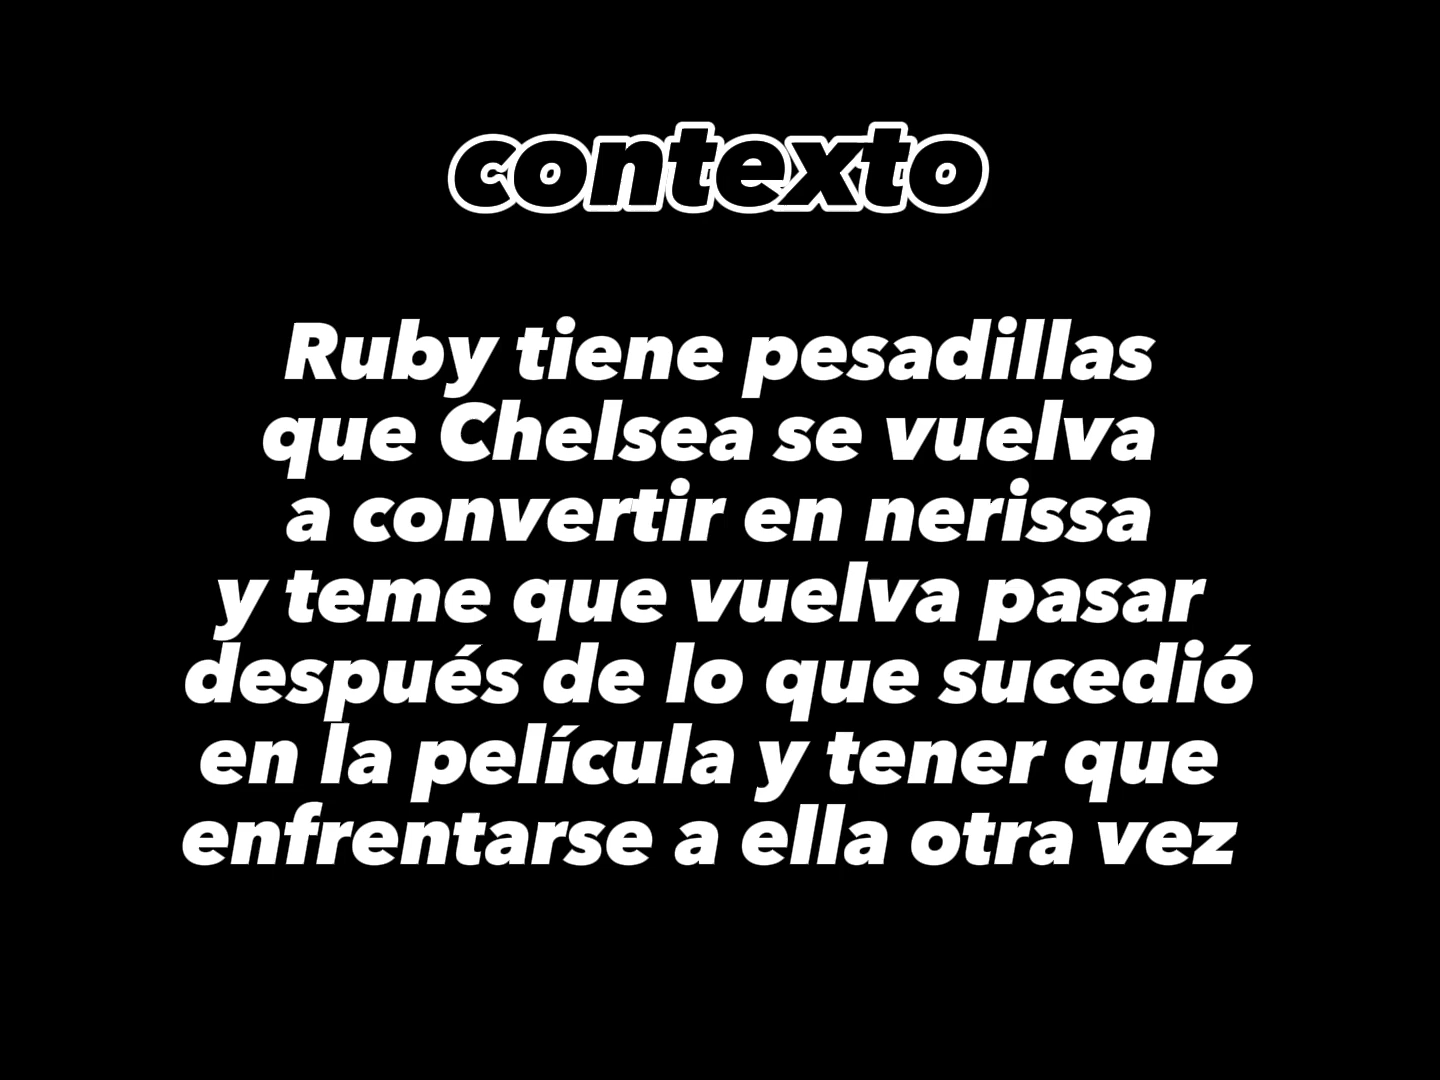 contexto
Ruby tiene pesadillas
que Chelsea se vuelva
a convertir en nerissa
y teme que vuelva pasar
después de lo que sucedió
en la película y tener que
enfrentarse a ella otra vez